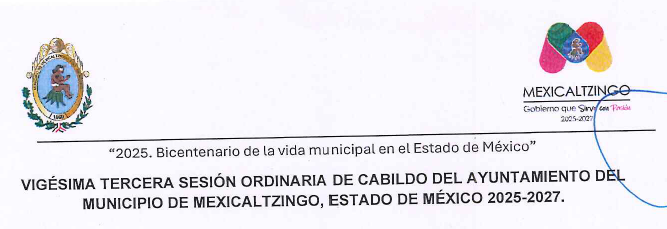 MEXICALTZINGO
Gobierno que Sirve con Pasión
2025-2027
"2025. Bicentenario de la vida municipal en el Estado de México"
VIGÉSIMA TERCERA SESIÓN ORDINARIA DE CABILDO DEL AYUNTAMIENTO DEL
MUNICIPIO DE MEXICALTZINGO, ESTADO DE MÉXICO 2025-2027.